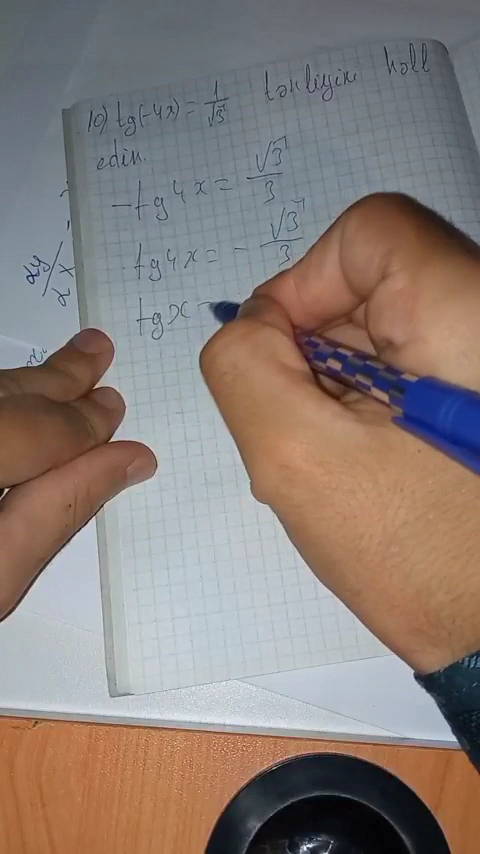 10) tg(-4x) = 1/√3 tənliyini həll
edin.
-tg4x = √3/3
tg4x = - √3/3
tgx =